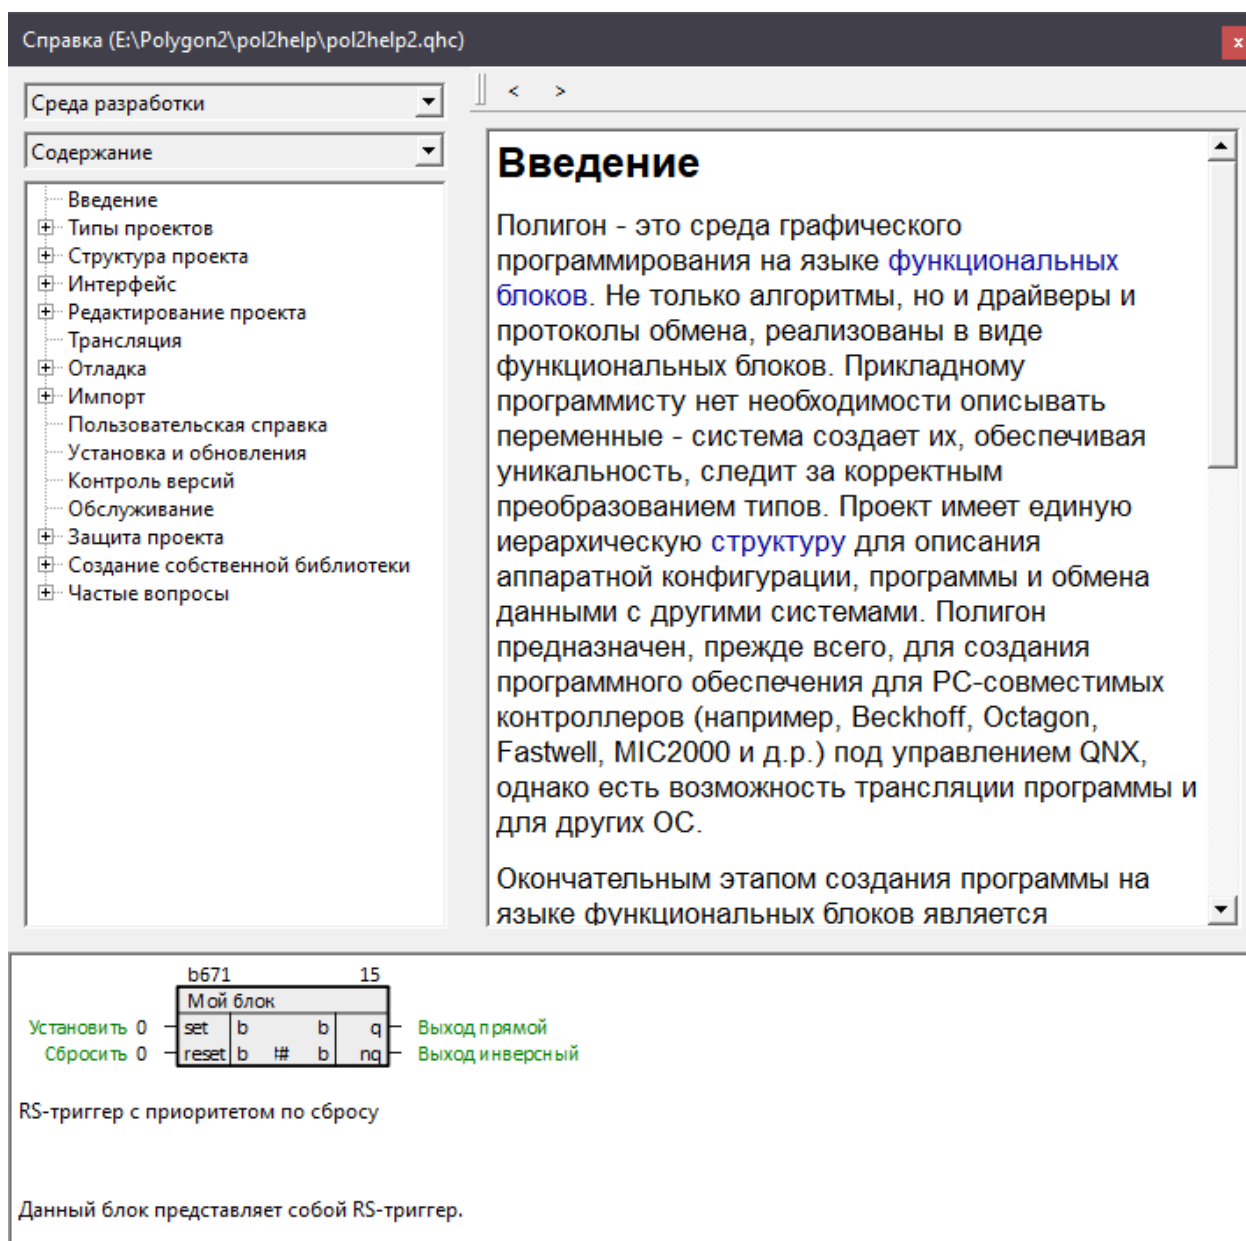 Справка (E:\Polygon2\pol2help\pol2help2.qhc)
x
Среда разработки
< >
Содержание
Введение
Типы проектов
Структура проекта
Интерфейс
Редактирование проекта
Трансляция
Отладка
Импорт
Пользовательская справка
Установка и обновления
Контроль версий
Обслуживание
Защита проекта
Создание собственной библиотеки
Частые вопросы
Введение
Полигон - это среда графического
программирования на языке функциональных
блоков. Не только алгоритмы, но и драйверы и
протоколы обмена, реализованы в виде
функциональных блоков. Прикладному
программисту нет необходимости описывать
переменные - система создает их, обеспечивая
уникальность, следит за корректным
преобразованием типов. Проект имеет единую
иерархическую структуру для описания
аппаратной конфигурации, программы и обмена
данными с другими системами. Полигон
предназначен, прежде всего, для создания
программного обеспечения для PC-совместимых
контроллеров (например, Beckhoff, Octagon,
Fastwell, MIC2000 и д.р.) под управлением QNX,
однако есть возможность трансляции программы и
для других ОС.
Окончательным этапом создания программы на
языке функциональных блоков является
b671 15
Мой блок
Установить 0 set b b q Выход прямой
Сбросить 0 reset b !# b nq Выход инверсный
RS-триггер с приоритетом по сбросу
Данный блок представляет собой RS-триггер.